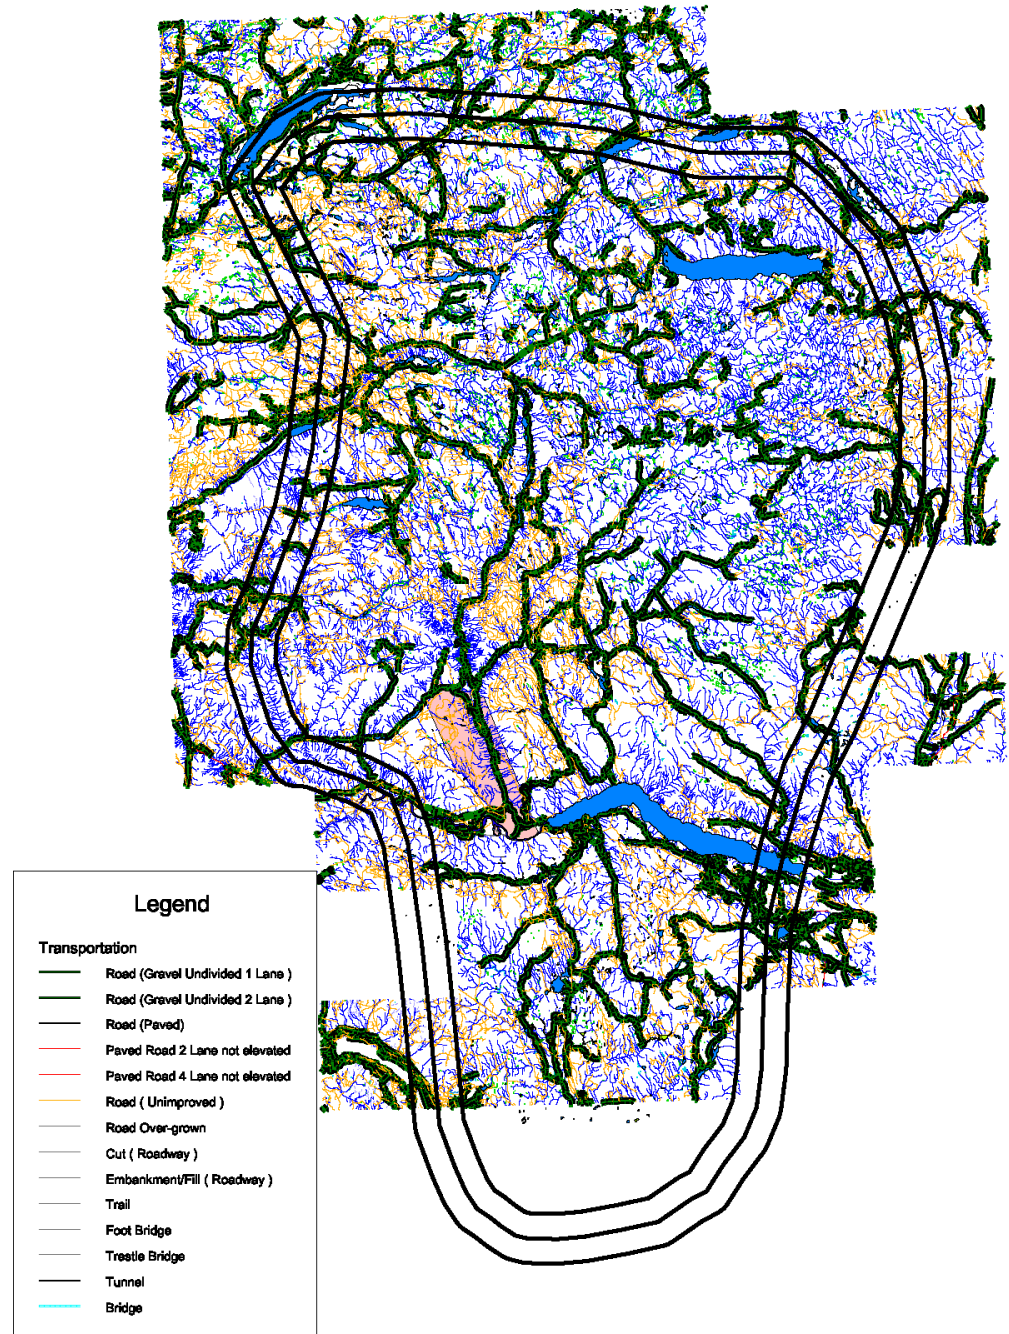 Legend
Transportation
Road (Gravel Undivided 1 Lane )
Road (Gravel Undivided 2 Lane )
Road (Paved)
Paved Road 2 Lane not elevated
Paved Road 4 Lane not elevated
Road ( Unimproved )
Road Over-grown
Cut ( Roadway )
Embankment/Fill ( Roadway )
Trail
Foot Bridge
Trestle Bridge
Tunnel
Bridge